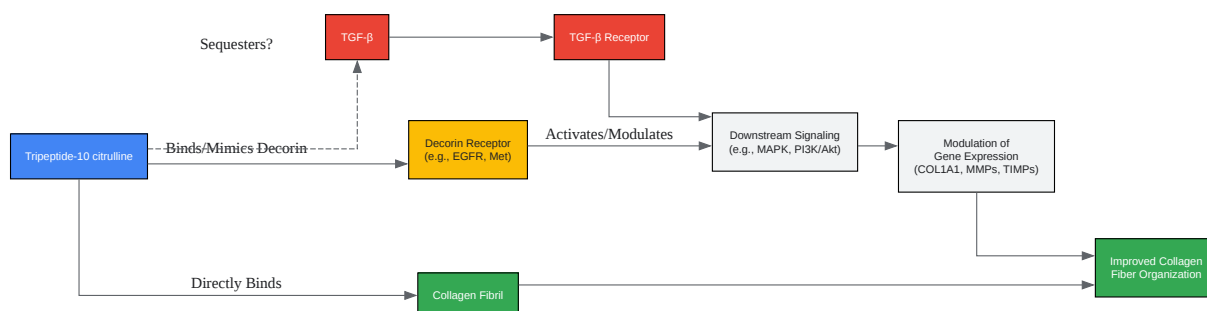 Sequesters?
TGF-β
TGF-β Receptor
Tripeptide-10 citrulline
Binds/Mimics Decorin
Decorin Receptor
(e.g., EGFR, Met)
Activates/Modulates
Downstream Signaling
(e.g., MAPK, PI3K/Akt)
Modulation of
Gene Expression
(COL1A1, MMPs, TIMPs)
Directly Binds
Collagen Fibril
Improved Collagen
Fiber Organization